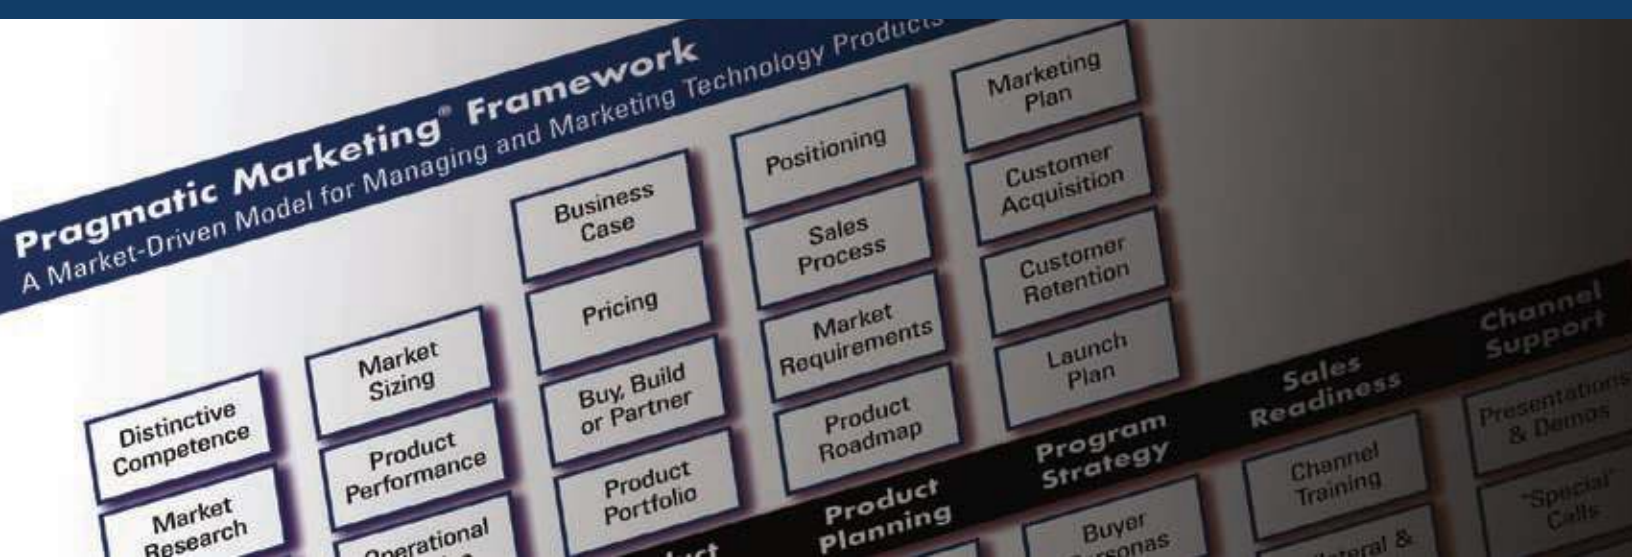 Pragmatic Marketing® Framework
A Market-Driven Model for Managing and Marketing Technology Products
Distinctive
Competence
Market
Research
Market
Sizing
Product
Performance
Operational
Business
Case
Pricing
Buy, Build
or Partner
Product
Portfolio
Positioning
Sales
Process
Market
Requirements
Product
Roadmap
Marketing
Plan
Customer
Acquisition
Customer
Retention
Launch
Plan
Product
Planning
Program
Strategy
Sales
Readiness
Channel
Support
Buyer
Channel
Training
Presentations
& Demos
"Special"
Calls